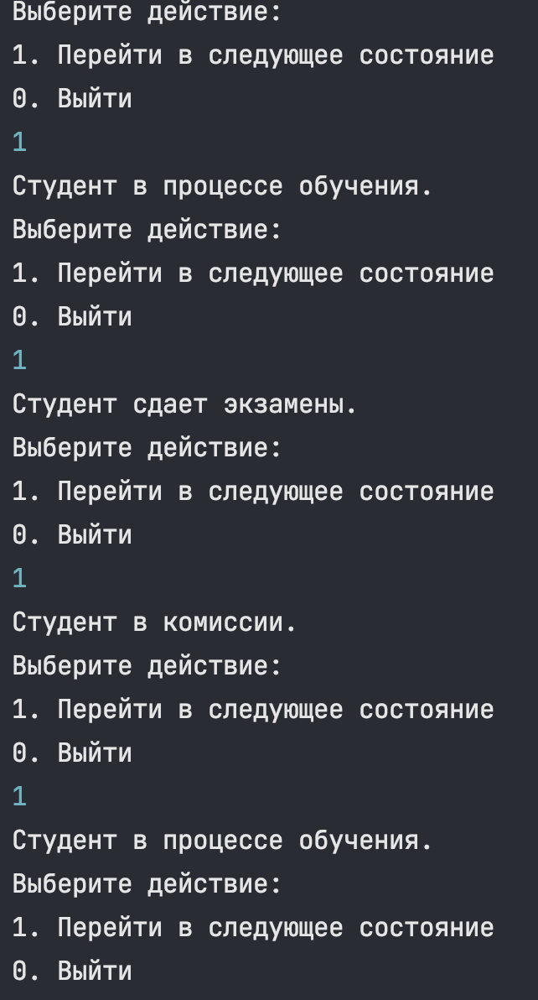 Выберите действие:
1. Перейти в следующее состояние
0. Выйти
1
Студент в процессе обучения.
Выберите действие:
1. Перейти в следующее состояние
0. Выйти
1
Студент сдает экзамены.
Выберите действие:
1. Перейти в следующее состояние
0. Выйти
1
Студент в комиссии.
Выберите действие:
1. Перейти в следующее состояние
0. Выйти
1
Студент в процессе обучения.
Выберите действие:
1. Перейти в следующее состояние
0. Выйти